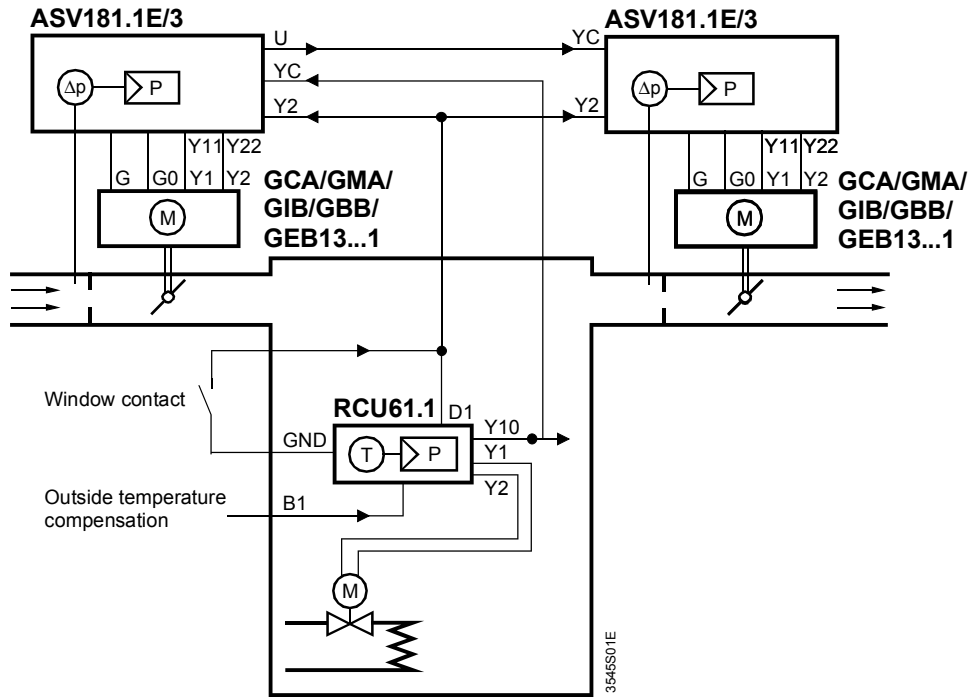 ASV181.1E/3
ASV181.1E/3
U
YC
YC
Δp
P
Δp
P
Y2
Y2
Y11
Y22
Y11
Y22
G
G0
Y1
Y2
GCA/GMA/
GIB/GBB/
GEB13...1
G
G0
Y1
Y2
GCA/GMA/
GIB/GBB/
GEB13...1
M
M
Window contact
RCU61.1
D1
GND
T
P
Y10
Y1
Y2
Outside temperature
compensation
B1
M
3545S01E